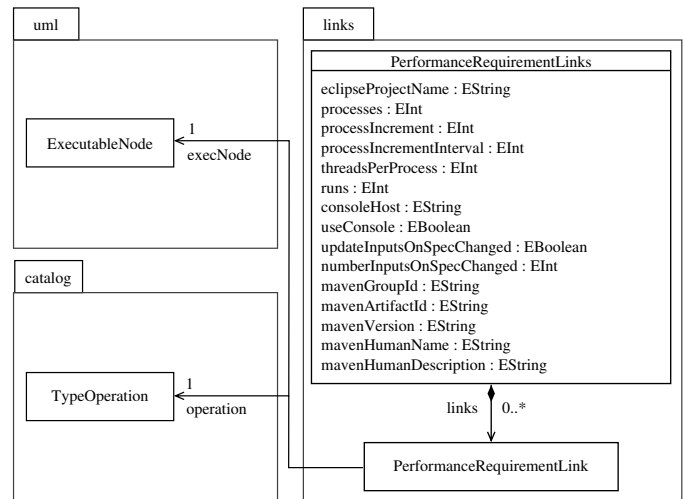 uml
links
PerformanceRequirementLinks
eclipseProjectName : EString
processes : EInt
processIncrement : EInt
processIncrementInterval : EInt
threadsPerProcess : EInt
runs : EInt
consoleHost : EString
useConsole : EBoolean
updateInputsOnSpecChanged : EBoolean
numberInputsOnSpecChanged : EInt
mavenGroupId : EString
mavenArtifactId : EString
mavenVersion : EString
mavenHumanName : EString
mavenHumanDescription : EString
ExecutableNode
1
execNode
catalog
TypeOperation
1
operation
links
0..*
PerformanceRequirementLink